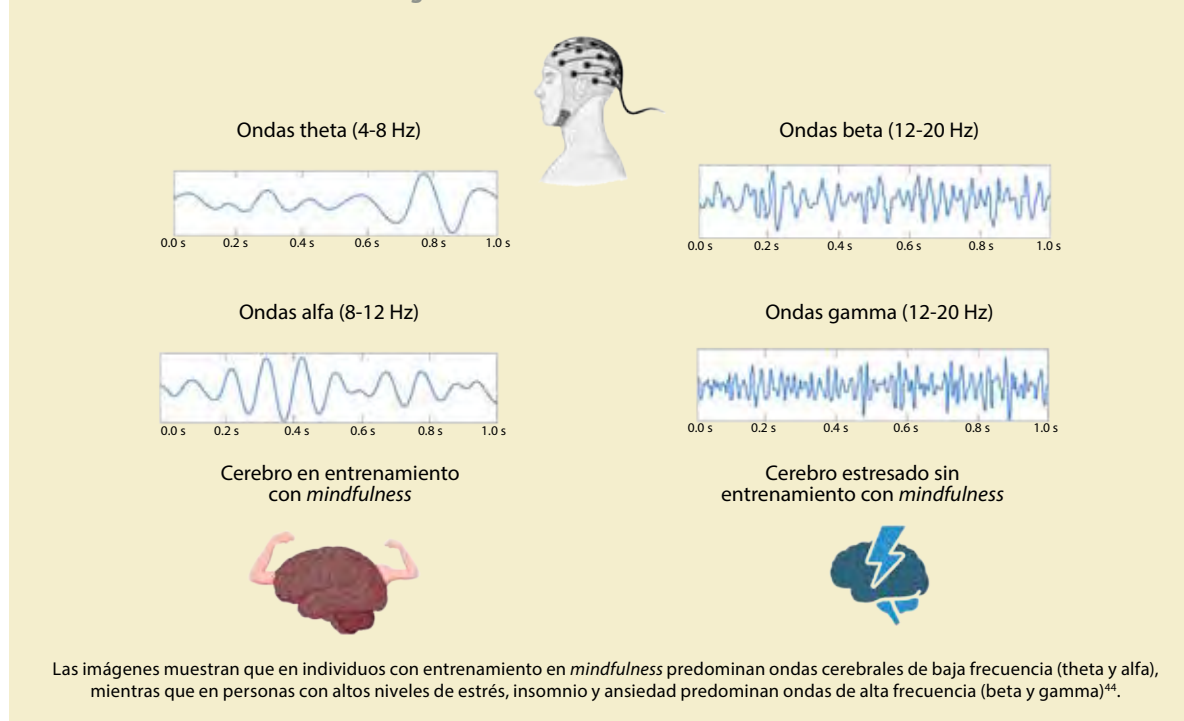 Ondas theta (4-8 Hz)
0.0 s 0.2 s 0.4 s 0.6 s 0.8 s 1.0 s
Ondas beta (12-20 Hz)
0.0 s 0.2 s 0.4 s 0.6 s 0.8 s 1.0 s
Ondas alfa (8-12 Hz)
0.0 s 0.2 s 0.4 s 0.6 s 0.8 s 1.0 s
Ondas gamma (12-20 Hz)
0.0 s 0.2 s 0.4 s 0.6 s 0.8 s 1.0 s
Cerebro en entrenamiento
con mindfulness
Cerebro estresado sin
entrenamiento con mindfulness
Las imágenes muestran que en individuos con entrenamiento en mindfulness predominan ondas cerebrales de baja frecuencia (theta y alfa),
mientras que en personas con altos niveles de estrés, insomnio y ansiedad predominan ondas de alta frecuencia (beta y gamma)⁴⁴.